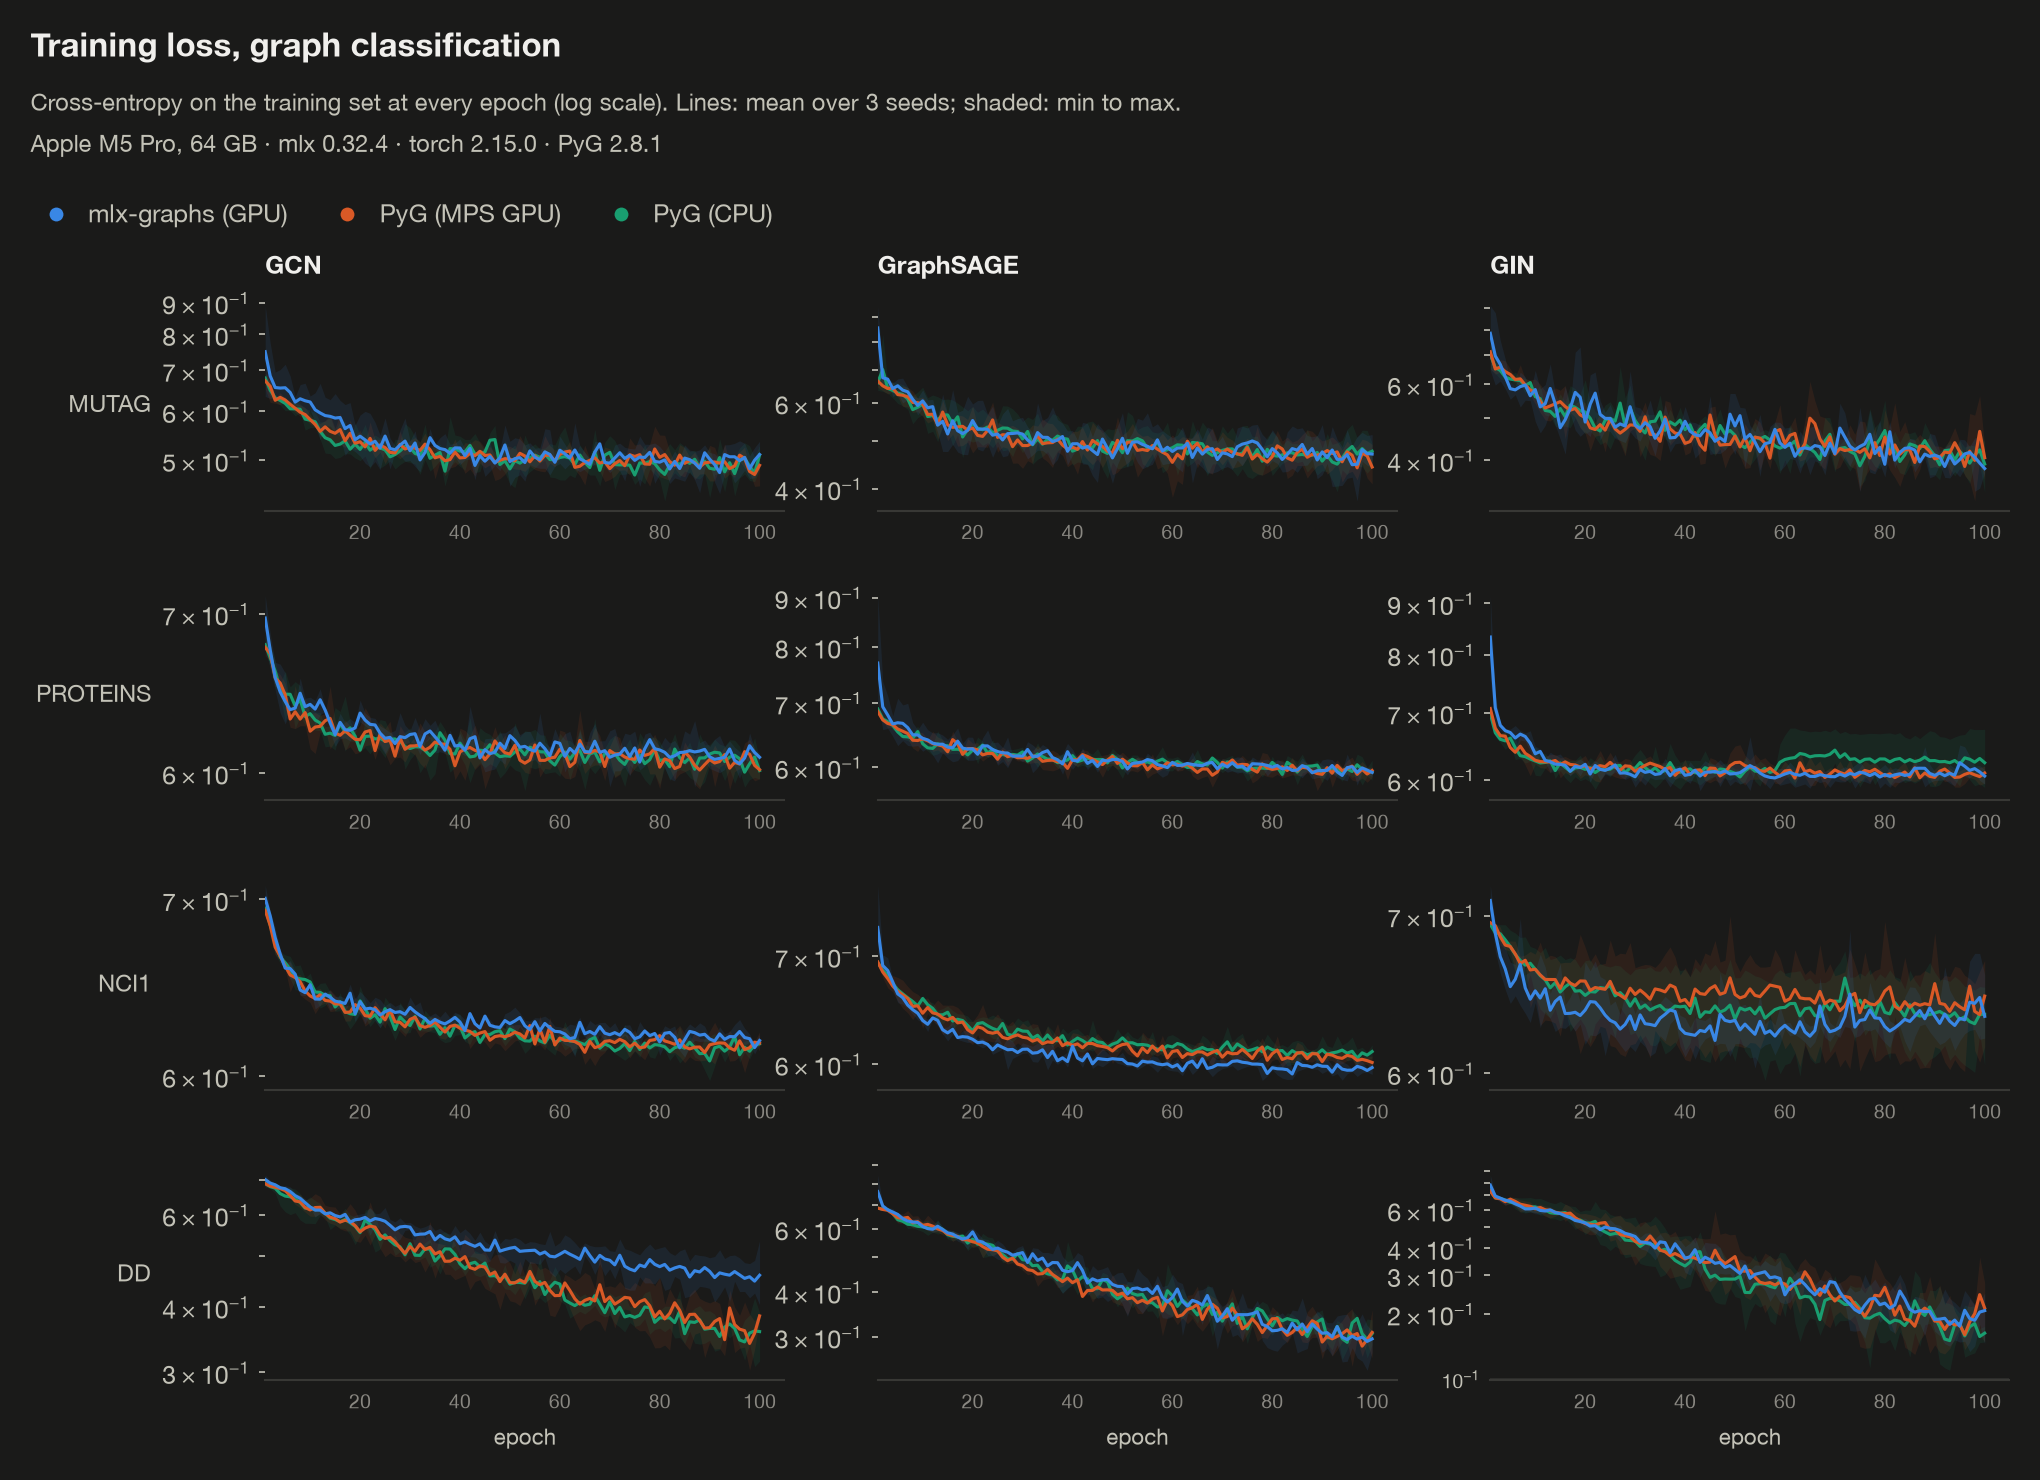 Training loss, graph classification
Cross-entropy on the training set at every epoch (log scale). Lines: mean over 3 seeds; shaded: min to max.
Apple M5 Pro, 64 GB · mlx 0.32.4 · torch 2.15.0 · PyG 2.8.1
mlx-graphs (GPU) PyG (MPS GPU) PyG (CPU)
GCN GraphSAGE GIN
MUTAG
9 × 10⁻¹
8 × 10⁻¹
7 × 10⁻¹
6 × 10⁻¹
5 × 10⁻¹
20 40 60 80 100
6 × 10⁻¹
4 × 10⁻¹
20 40 60 80 100
6 × 10⁻¹
4 × 10⁻¹
20 40 60 80 100
PROTEINS
7 × 10⁻¹
6 × 10⁻¹
20 40 60 80 100
9 × 10⁻¹
8 × 10⁻¹
7 × 10⁻¹
6 × 10⁻¹
20 40 60 80 100
9 × 10⁻¹
8 × 10⁻¹
7 × 10⁻¹
6 × 10⁻¹
20 40 60 80 100
NCI1
7 × 10⁻¹
6 × 10⁻¹
20 40 60 80 100
7 × 10⁻¹
6 × 10⁻¹
20 40 60 80 100
7 × 10⁻¹
6 × 10⁻¹
20 40 60 80 100
DD
6 × 10⁻¹
4 × 10⁻¹
3 × 10⁻¹
20 40 60 80 100
epoch
6 × 10⁻¹
4 × 10⁻¹
3 × 10⁻¹
20 40 60 80 100
epoch
6 × 10⁻¹
4 × 10⁻¹
3 × 10⁻¹
2 × 10⁻¹
10⁻¹
20 40 60 80 100
epoch